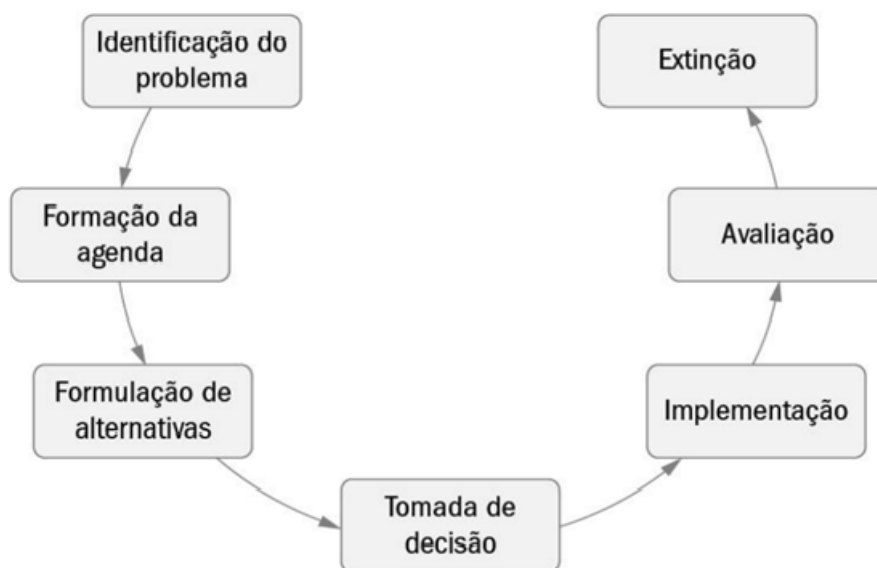 Identificação do
problema
Formação da
agenda
Formulação de
alternativas
Tomada de
decisão
Implementação
Avaliação
Extinção